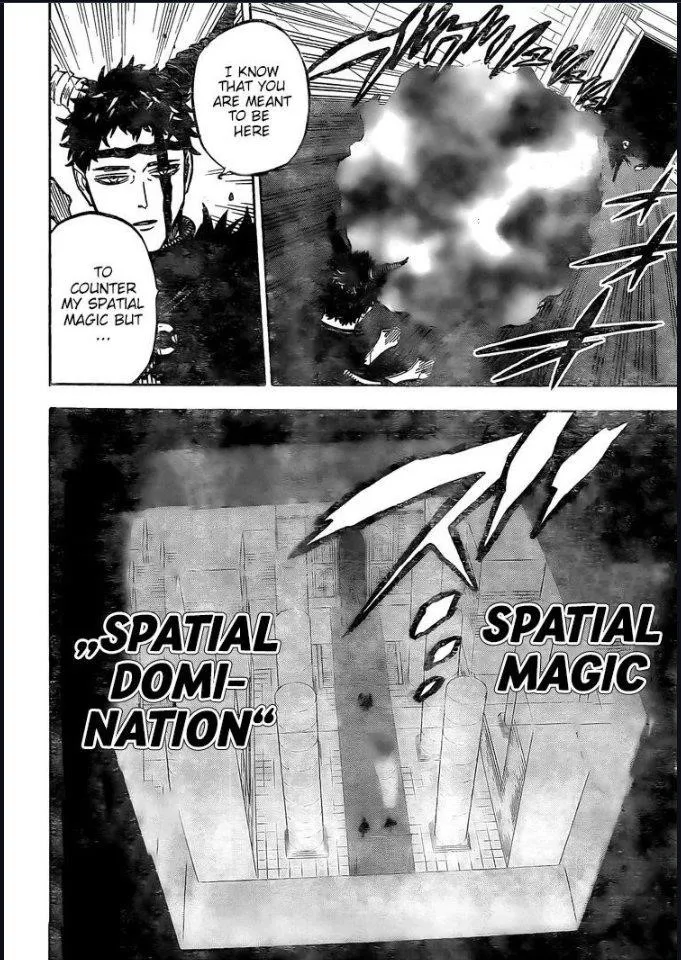 I KNOW
THAT YOU
ARE MEANT
TO BE
HERE
TO
COUNTER
MY SPATIAL
MAGIC BUT
...
SPATIAL
MAGIC
„SPATIAL
DOMI-
NATION“